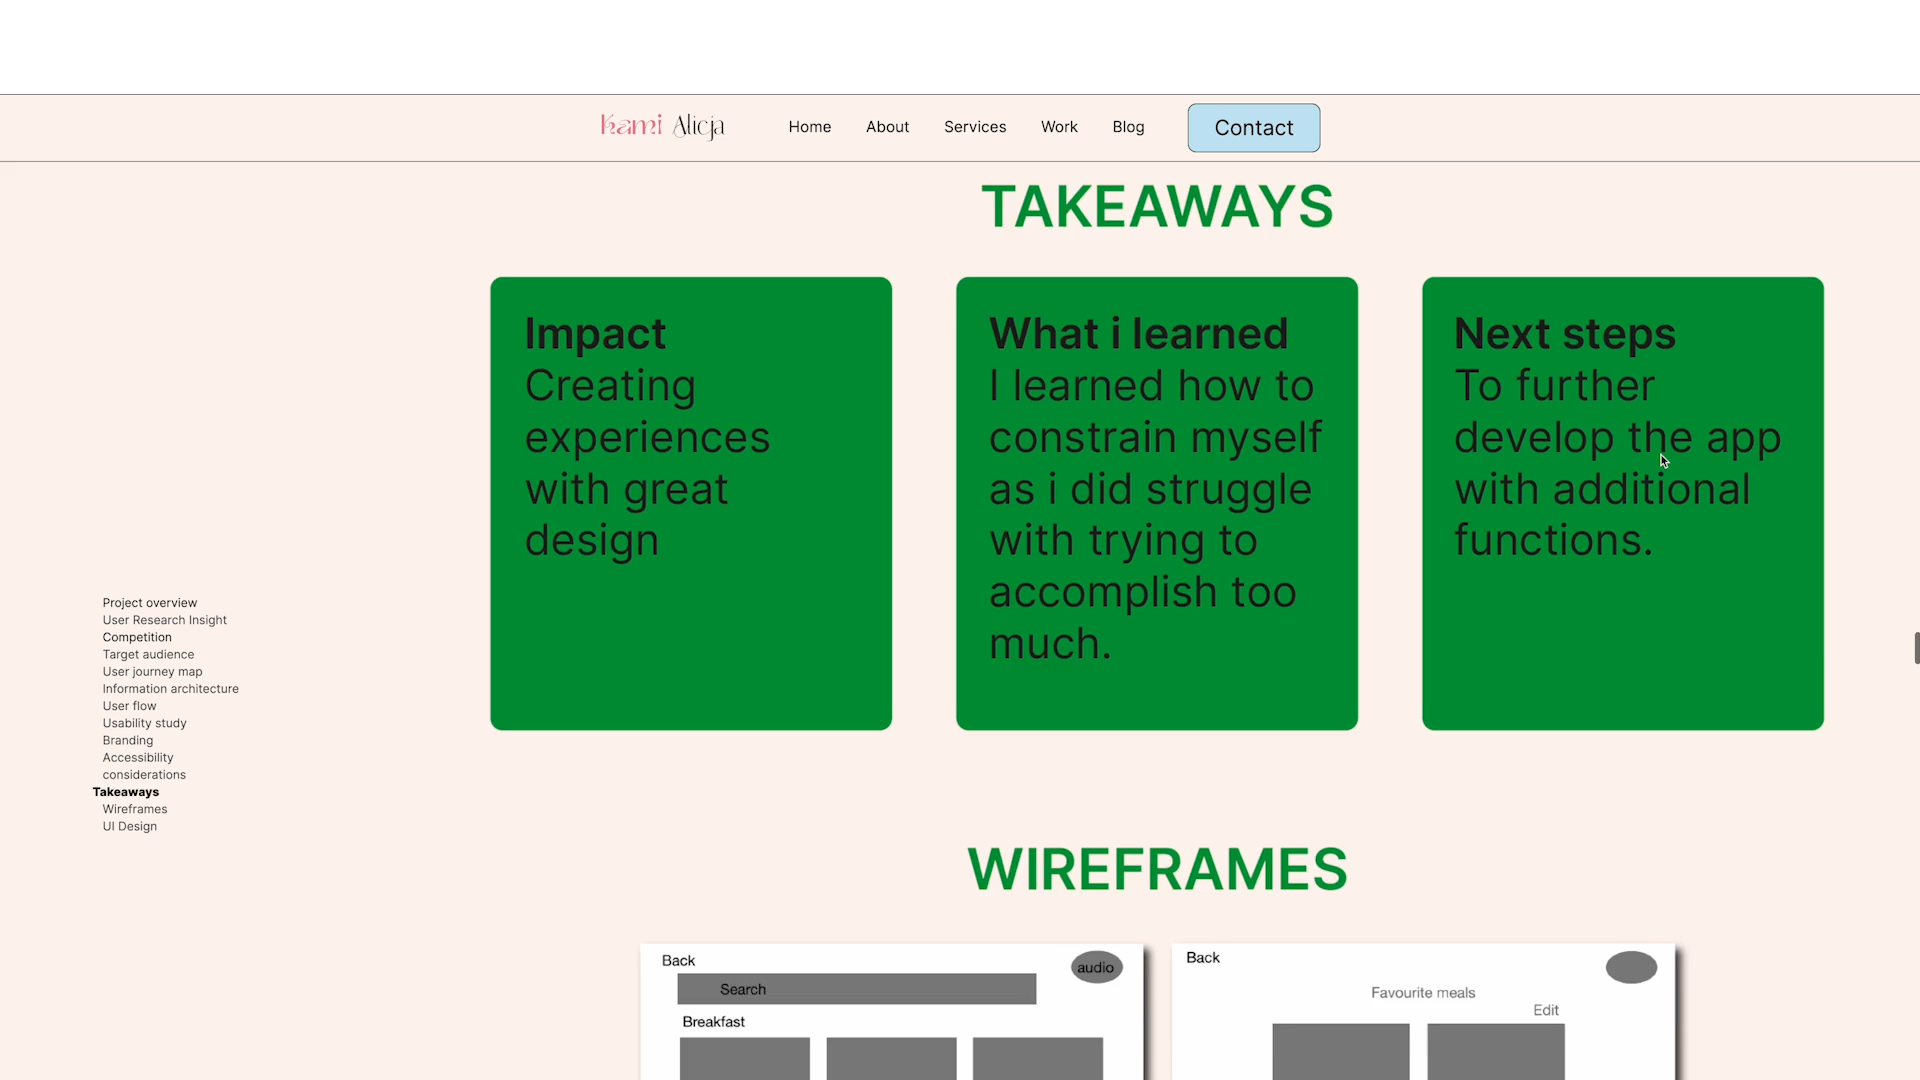 Kami Alicja
Home
About
Services
Work
Blog
Contact
TAKEAWAYS
Impact
Creating
experiences
with great
design
What i learned
I learned how to
constrain myself
as i did struggle
with trying to
accomplish too
much.
Next steps
To further
develop the app
with additional
functions.
Project overview
User Research Insight
Competition
Target audience
User journey map
Information architecture
User flow
Usability study
Branding
Accessibility
considerations
Takeaways
Wireframes
UI Design
WIREFRAMES
Back
audio
Search
Breakfast
Back
Favourite meals
Edit